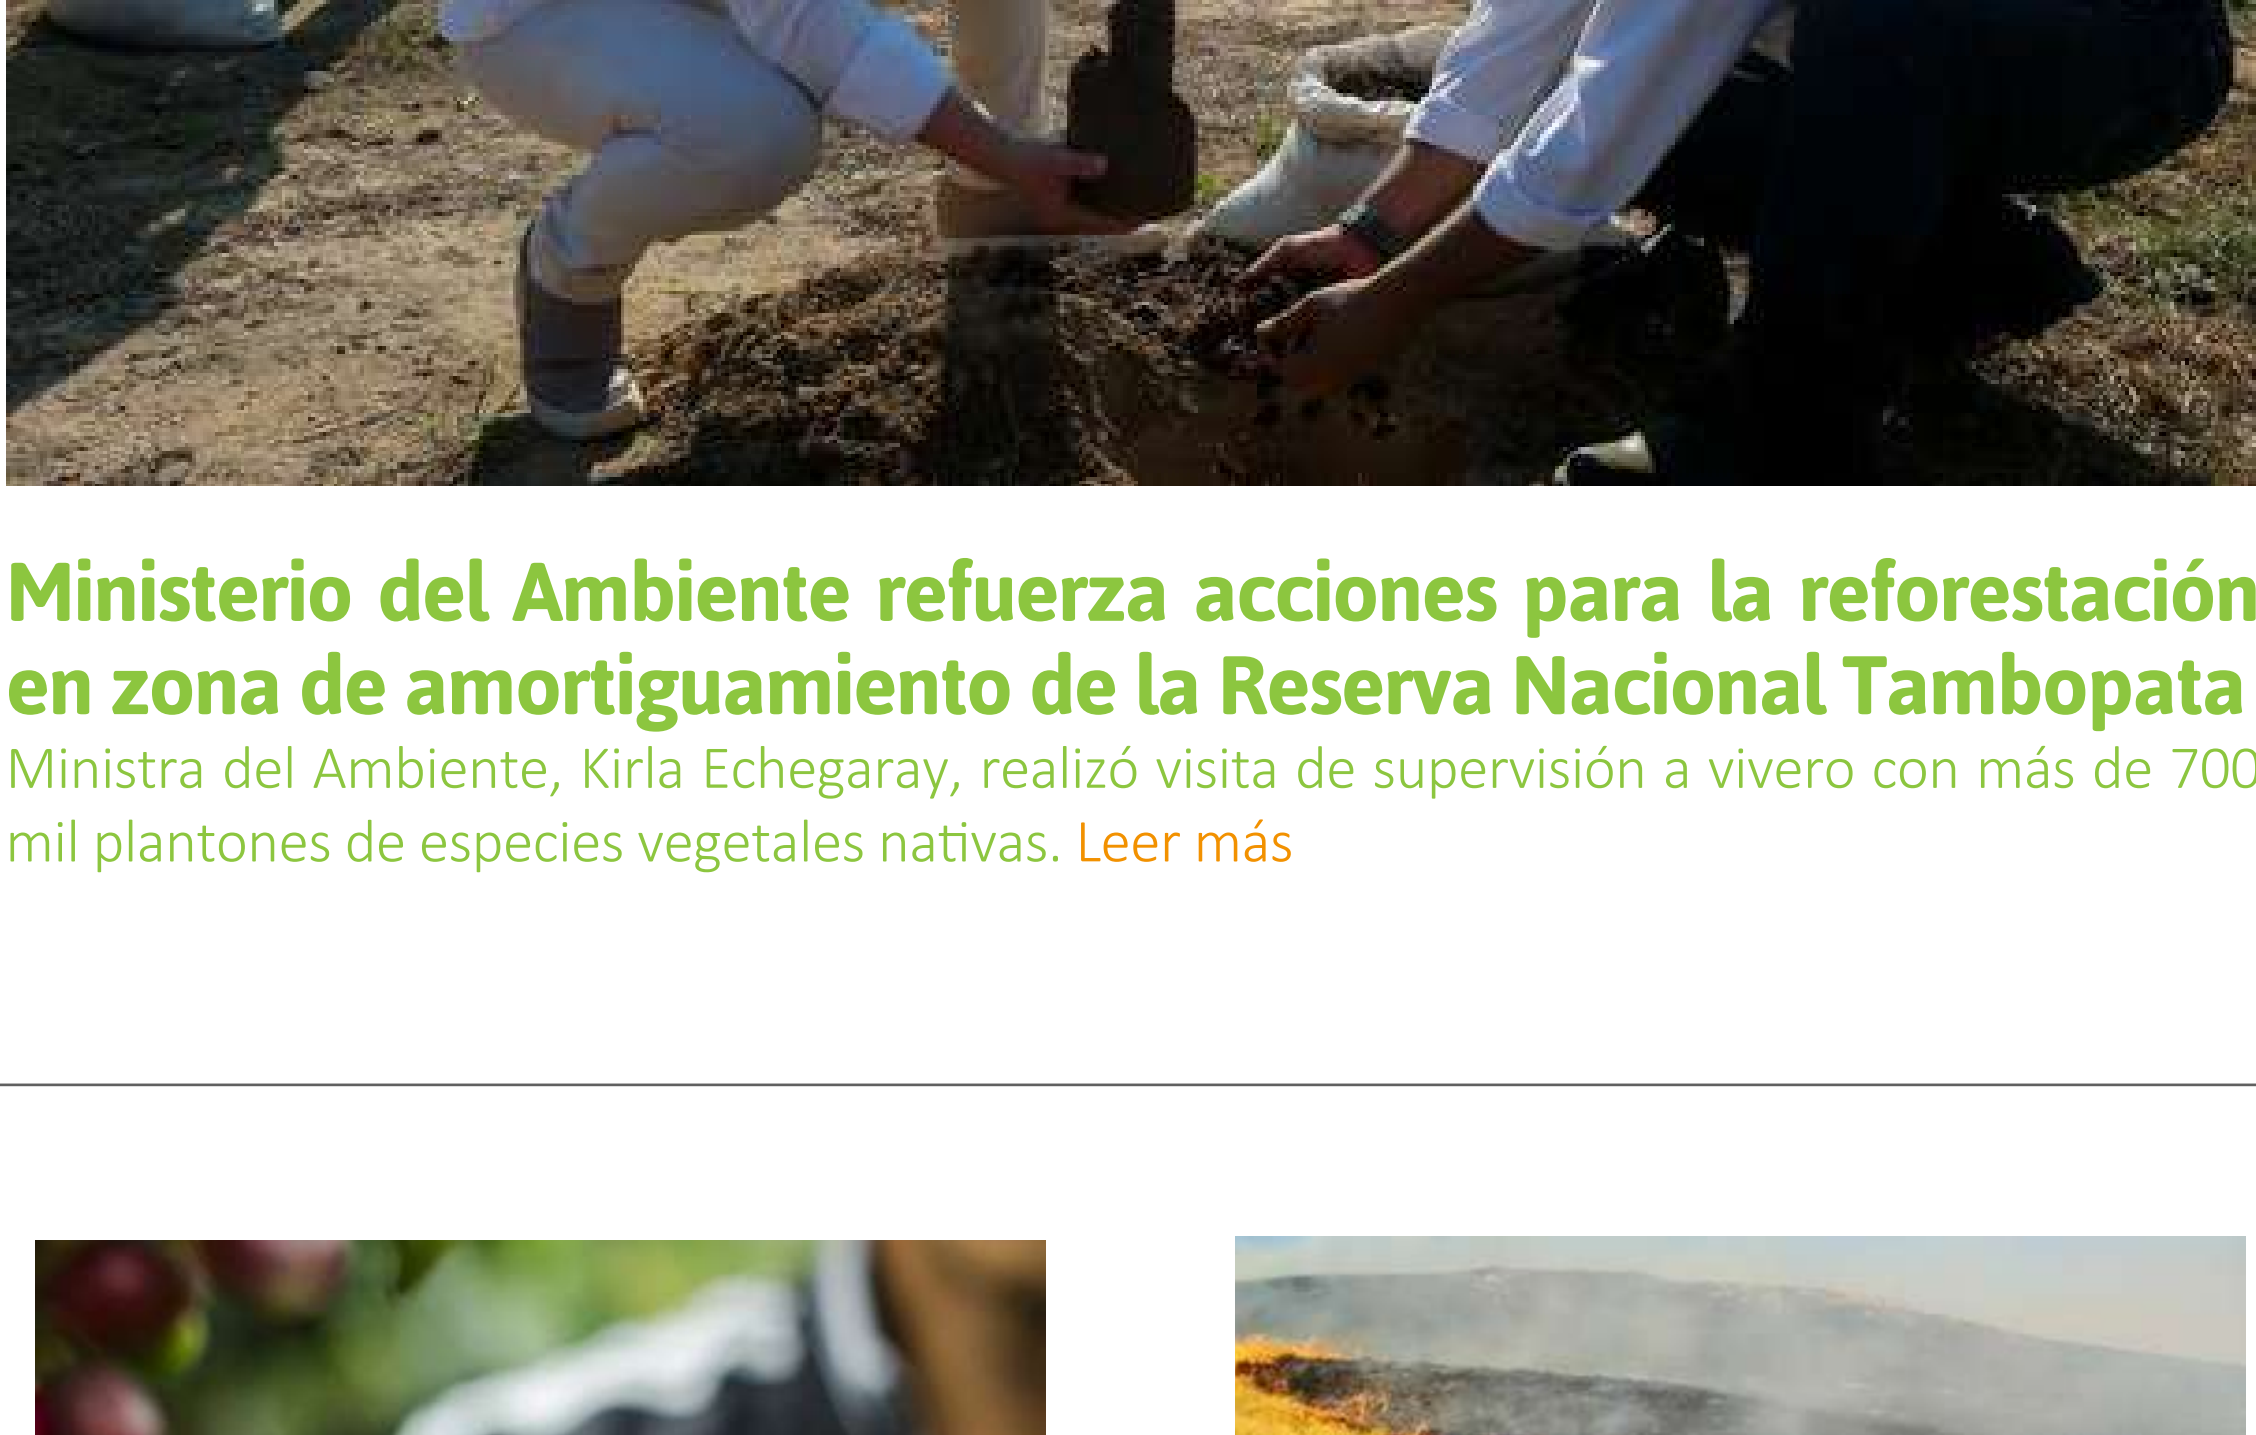 Ministerio del Ambiente refuerza acciones para la reforestación
en zona de amortiguamiento de la Reserva Nacional Tambopata
Ministra del Ambiente, Kirla Echegaray, realizó visita de supervisión a vivero con más de 700
mil plantones de especies vegetales nativas. Leer más